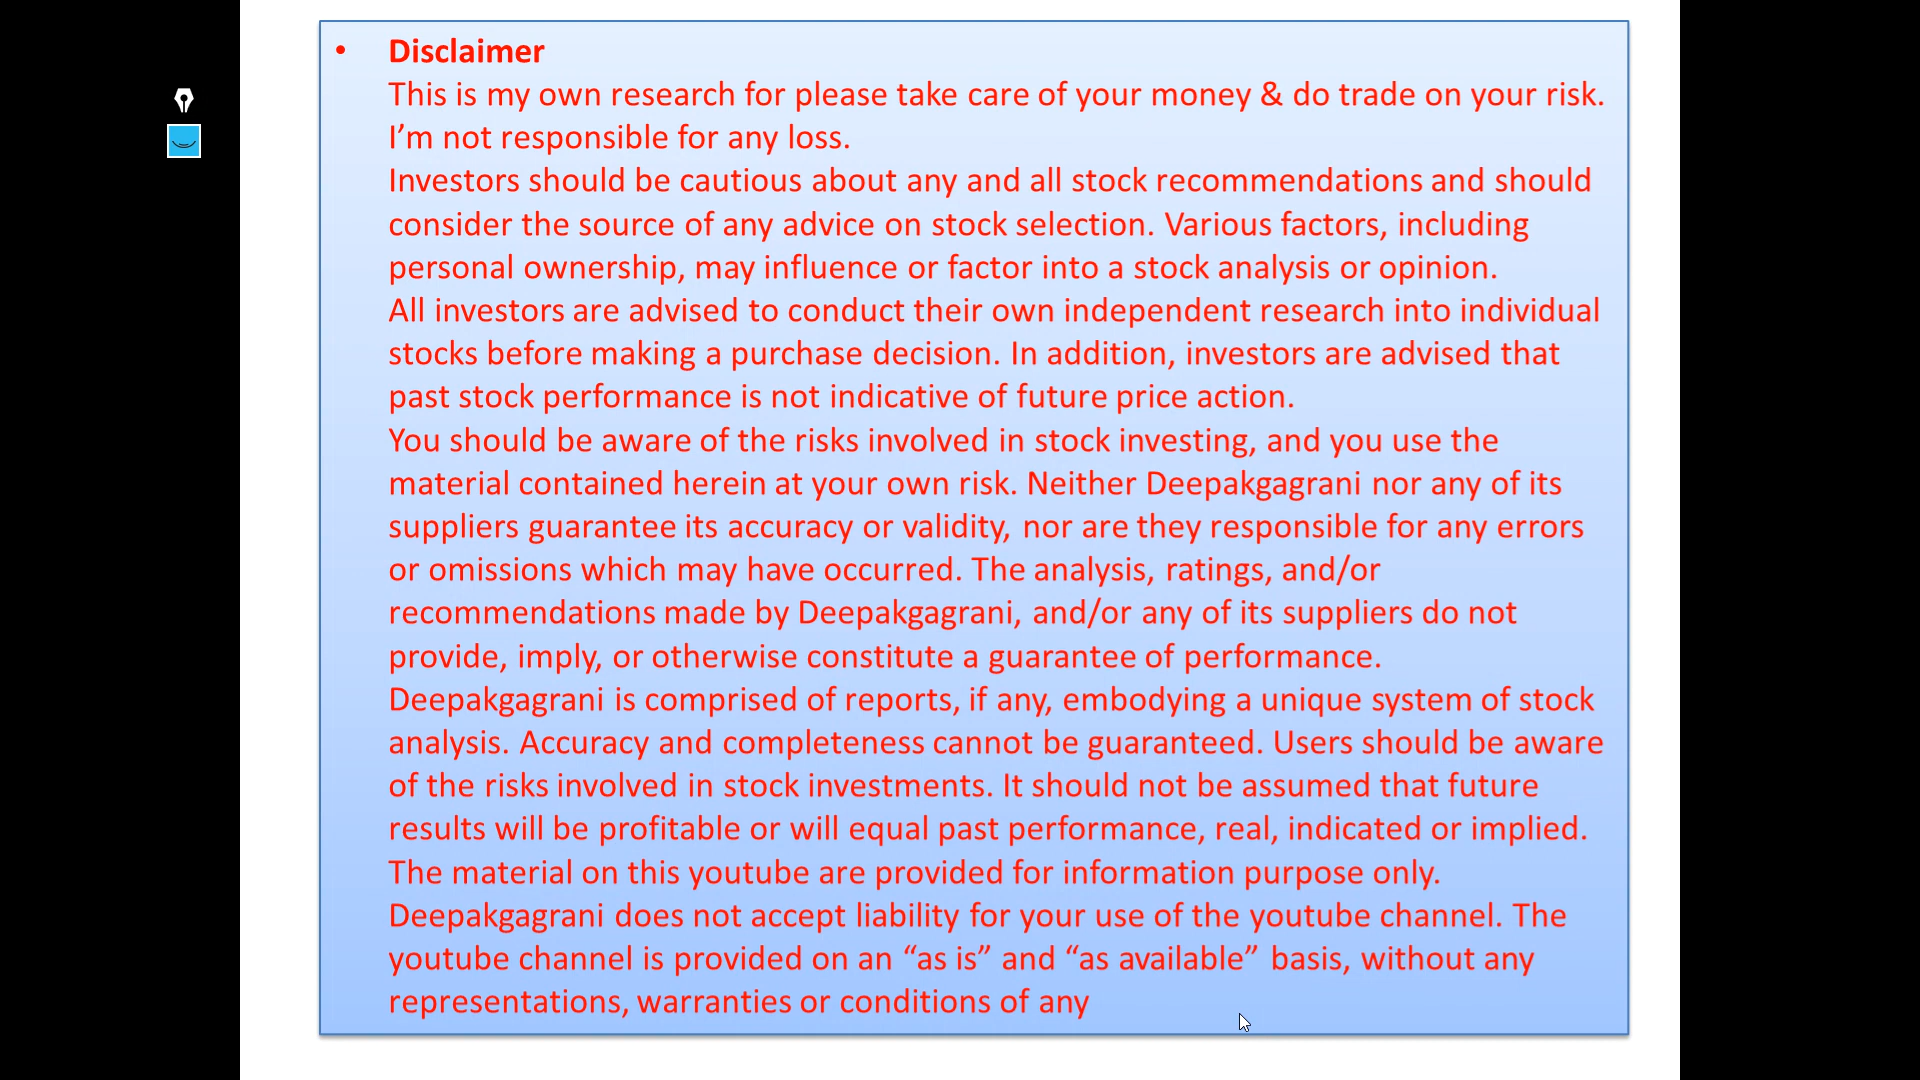 • Disclaimer
This is my own research for please take care of your money & do trade on your risk.
I’m not responsible for any loss.
Investors should be cautious about any and all stock recommendations and should
consider the source of any advice on stock selection. Various factors, including
personal ownership, may influence or factor into a stock analysis or opinion.
All investors are advised to conduct their own independent research into individual
stocks before making a purchase decision. In addition, investors are advised that
past stock performance is not indicative of future price action.
You should be aware of the risks involved in stock investing, and you use the
material contained herein at your own risk. Neither Deepakgagrani nor any of its
suppliers guarantee its accuracy or validity, nor are they responsible for any errors
or omissions which may have occurred. The analysis, ratings, and/or
recommendations made by Deepakgagrani, and/or any of its suppliers do not
provide, imply, or otherwise constitute a guarantee of performance.
Deepakgagrani is comprised of reports, if any, embodying a unique system of stock
analysis. Accuracy and completeness cannot be guaranteed. Users should be aware
of the risks involved in stock investments. It should not be assumed that future
results will be profitable or will equal past performance, real, indicated or implied.
The material on this youtube are provided for information purpose only.
Deepakgagrani does not accept liability for your use of the youtube channel. The
youtube channel is provided on an “as is” and “as available” basis, without any
representations, warranties or conditions of any